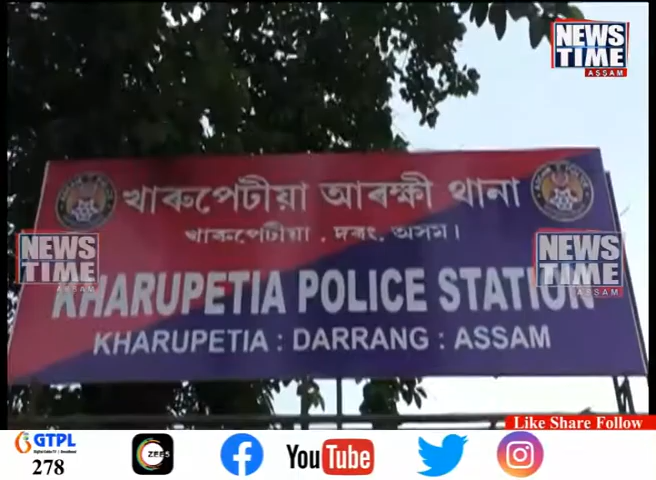 NEWS
TIME
ASSAM
খাৰুপেটীয়া আৰক্ষী থানা
খাৰুপেটীয়া . দৰং. অসম।
NEWS
TIME
ASSAM
NEWS
TIME
ASSAM
KHARUPETIA POLICE STATION
KHARUPETIA : DARRANG : ASSAM
Like Share Follow
GTPL
278
ZEE5
YouTube